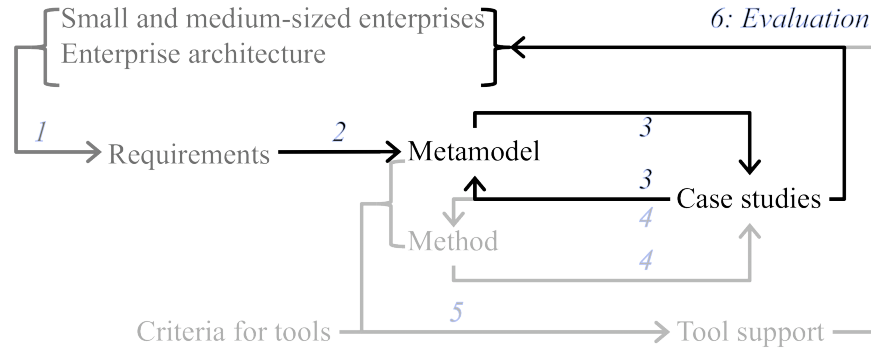 Small and medium-sized enterprises
6: Evaluation
Enterprise architecture
1
2
3
Requirements
Metamodel
3
Case studies
4
Method
4
5
Criteria for tools
Tool support